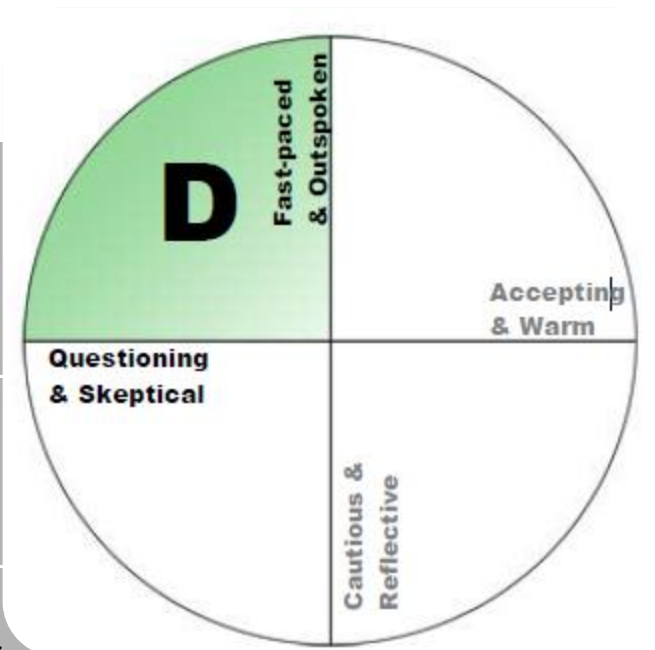 D
Fast-paced
& Outspoken
Accepting
& Warm
Questioning
& Skeptical
Cautious &
Reflective